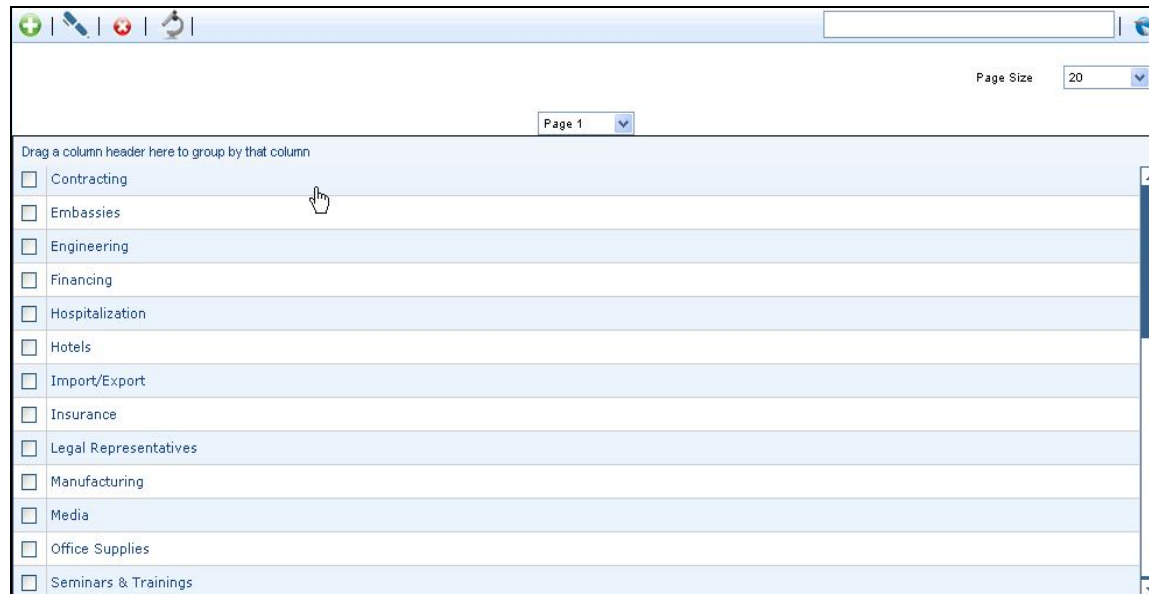 Page Size 20
Page 1
Drag a column header here to group by that column
Contracting
Embassies
Engineering
Financing
Hospitalization
Hotels
Import/Export
Insurance
Legal Representatives
Manufacturing
Media
Office Supplies
Seminars & Trainings